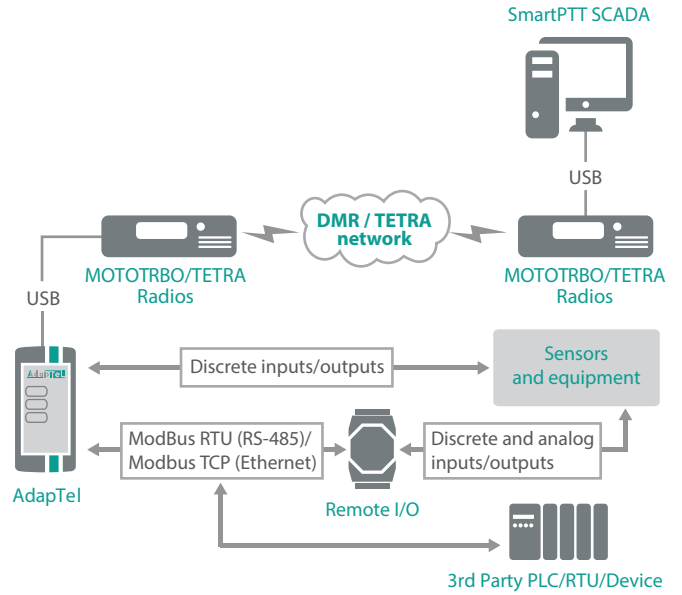 SmartPTT SCADA
USB
DMR / TETRA
network
MOTOTRBO/TETRA
Radios
MOTOTRBO/TETRA
Radios
USB
AdapTel
Discrete inputs/outputs
Sensors
and equipment
ModBus RTU (RS-485)/
Modbus TCP (Ethernet)
Discrete and analog
inputs/outputs
AdapTel
Remote I/O
3rd Party PLC/RTU/Device